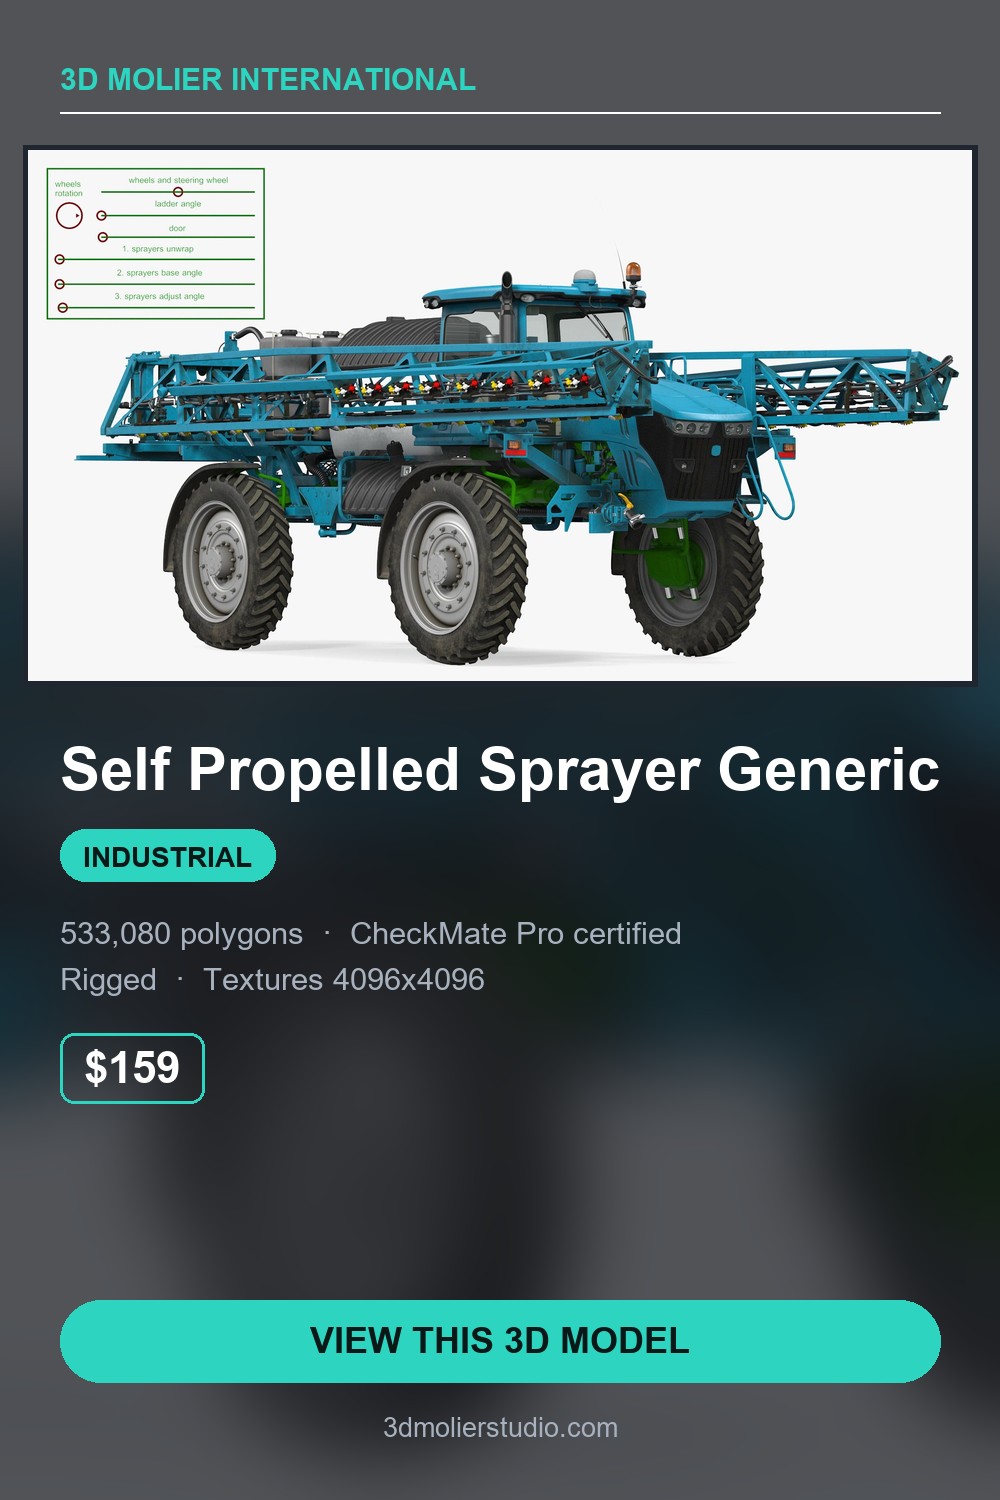 3D MOLIER INTERNATIONAL
wheels and steering wheel
wheels
rotation
ladder angle
door
1. sprayers unwrap
2. sprayers base angle
3. sprayers adjust angle
Self Propelled Sprayer Generic
INDUSTRIAL
533,080 polygons · CheckMate Pro certified
Rigged · Textures 4096x4096
$159
VIEW THIS 3D MODEL
3dmolierstudio.com